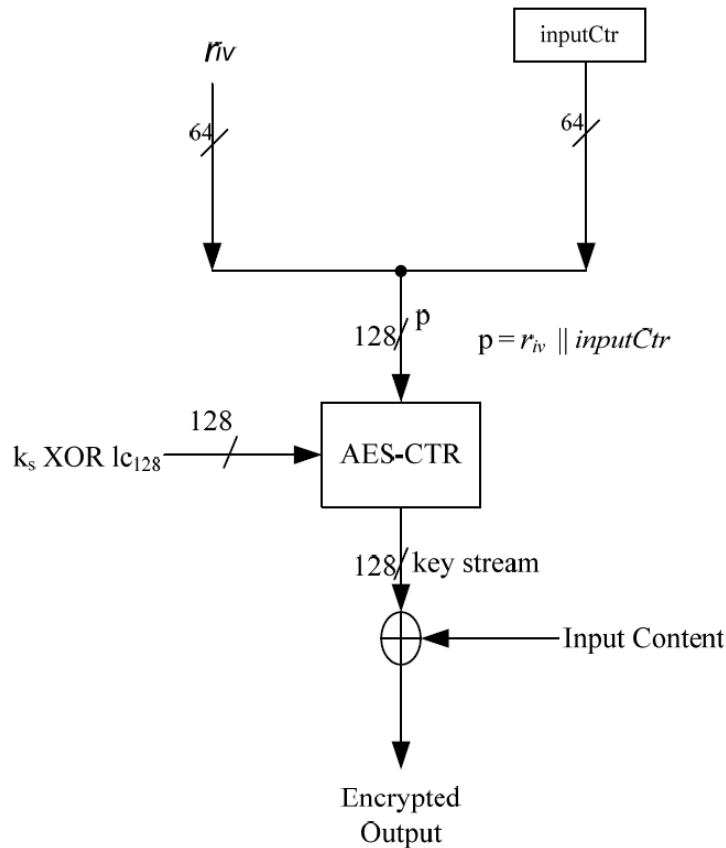 riv
inputCtr
64
64
128
p
p = riv || inputCtr
128
ks XOR lc128
AES-CTR
128
key stream
Input Content
Encrypted
Output